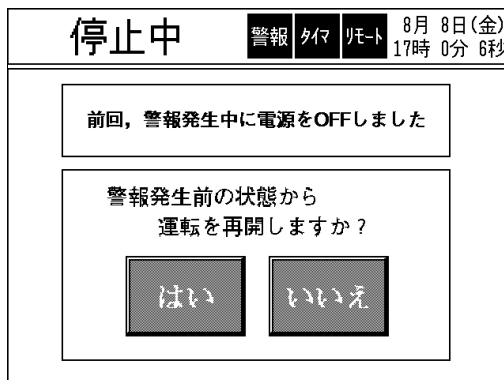 停止中
警報 タイマ リモート
8月 8日(金)
17時 0分 6秒
前回，警報発生中に電源をOFFしました
警報発生前の状態から
運転を再開しますか？
はい いいえ